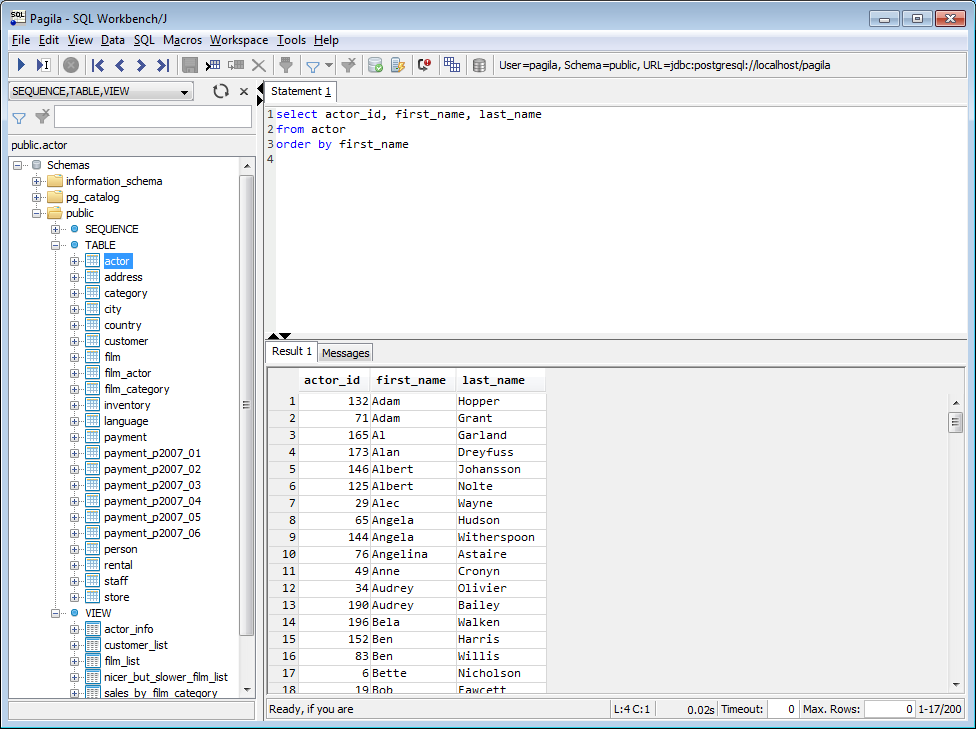 Pagila - SQL Workbench/J
File Edit View Data SQL Macros Workspace Tools Help
User=pagila, Schema=public, URL=jdbc:postgresql://localhost/pagila
SEQUENCE,TABLE,VIEW
public.actor
Schemas
information_schema
pg_catalog
public
SEQUENCE
TABLE
actor
address
category
city
country
customer
film
film_actor
film_category
inventory
language
payment
payment_p2007_01
payment_p2007_02
payment_p2007_03
payment_p2007_04
payment_p2007_05
payment_p2007_06
person
rental
staff
store
VIEW
actor_info
customer_list
film_list
nicer_but_slower_film_list
sales_by_film_category
Statement 1
1 select actor_id, first_name, last_name
2 from actor
3 order by first_name
4
Result 1 Messages
actor_id first_name last_name
1 132 Adam Hopper
2 71 Adam Grant
3 165 Al Garland
4 173 Alan Dreyfuss
5 146 Albert Johansson
6 125 Albert Nolte
7 29 Alec Wayne
8 65 Angela Hudson
9 144 Angela Witherspoon
10 76 Angelina Astaire
11 49 Anne Cronyn
12 34 Audrey Olivier
13 190 Audrey Bailey
14 196 Bela Walken
15 152 Ben Harris
16 83 Ben Willis
17 6 Bette Nicholson
18 19 Bob Fawcett
Ready, if you are L:4 C:1 0.02s Timeout: 0 Max. Rows: 0 1-17/200